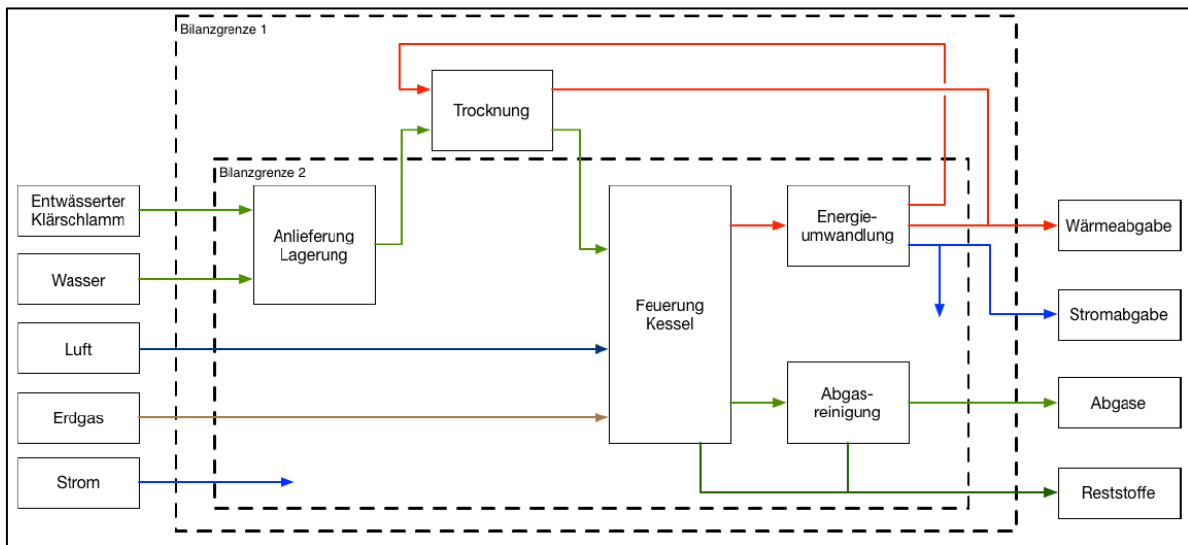 Bilanzgrenze 1
Trocknung
Bilanzgrenze 2
Entwässerter
Klärschlamm
Anlieferung
Lagerung
Energie-
umwandlung
Wärmeabgabe
Wasser
Feuerung
Kessel
Stromabgabe
Luft
Erdgas
Abgas-
reinigung
Abgase
Strom
Reststoffe